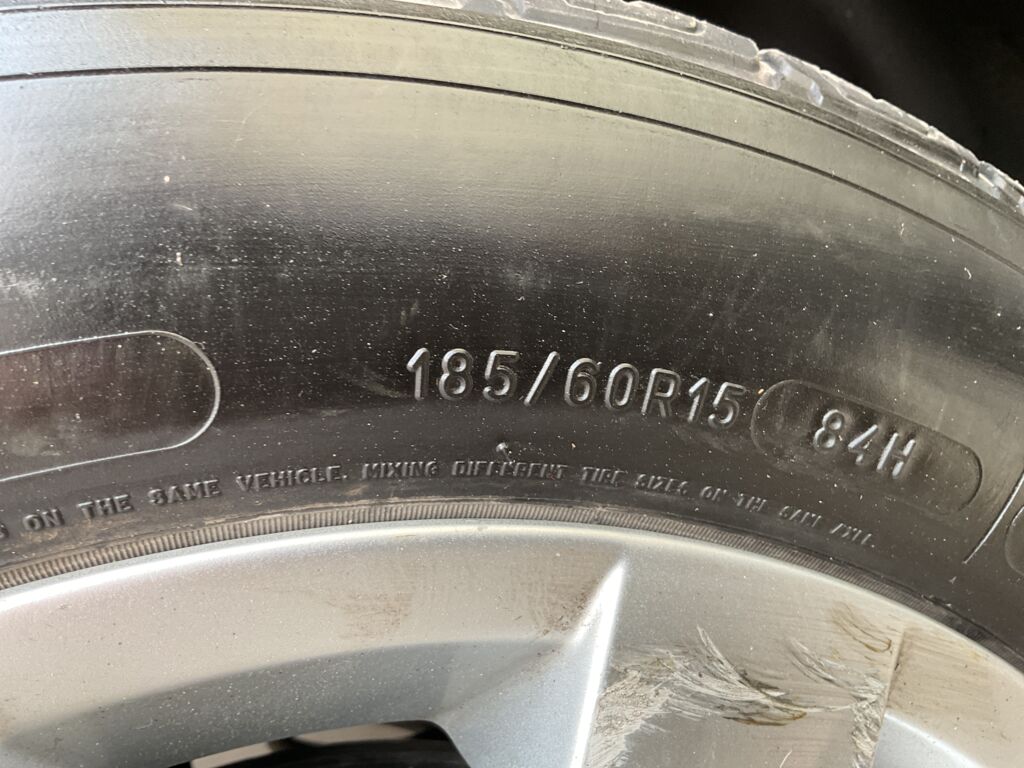 185/60R15 84H
ON THE SAME VEHICLE. MIXING DIFFERENT TIRE SIZES ON THE SAME AXLE